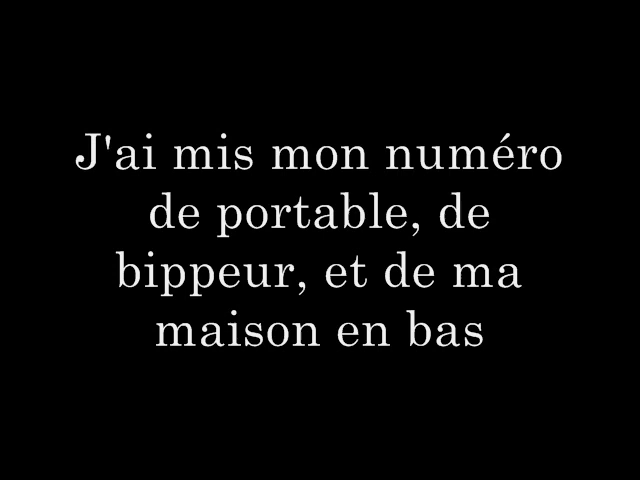 J'ai mis mon numéro
de portable, de
bippeur, et de ma
maison en bas